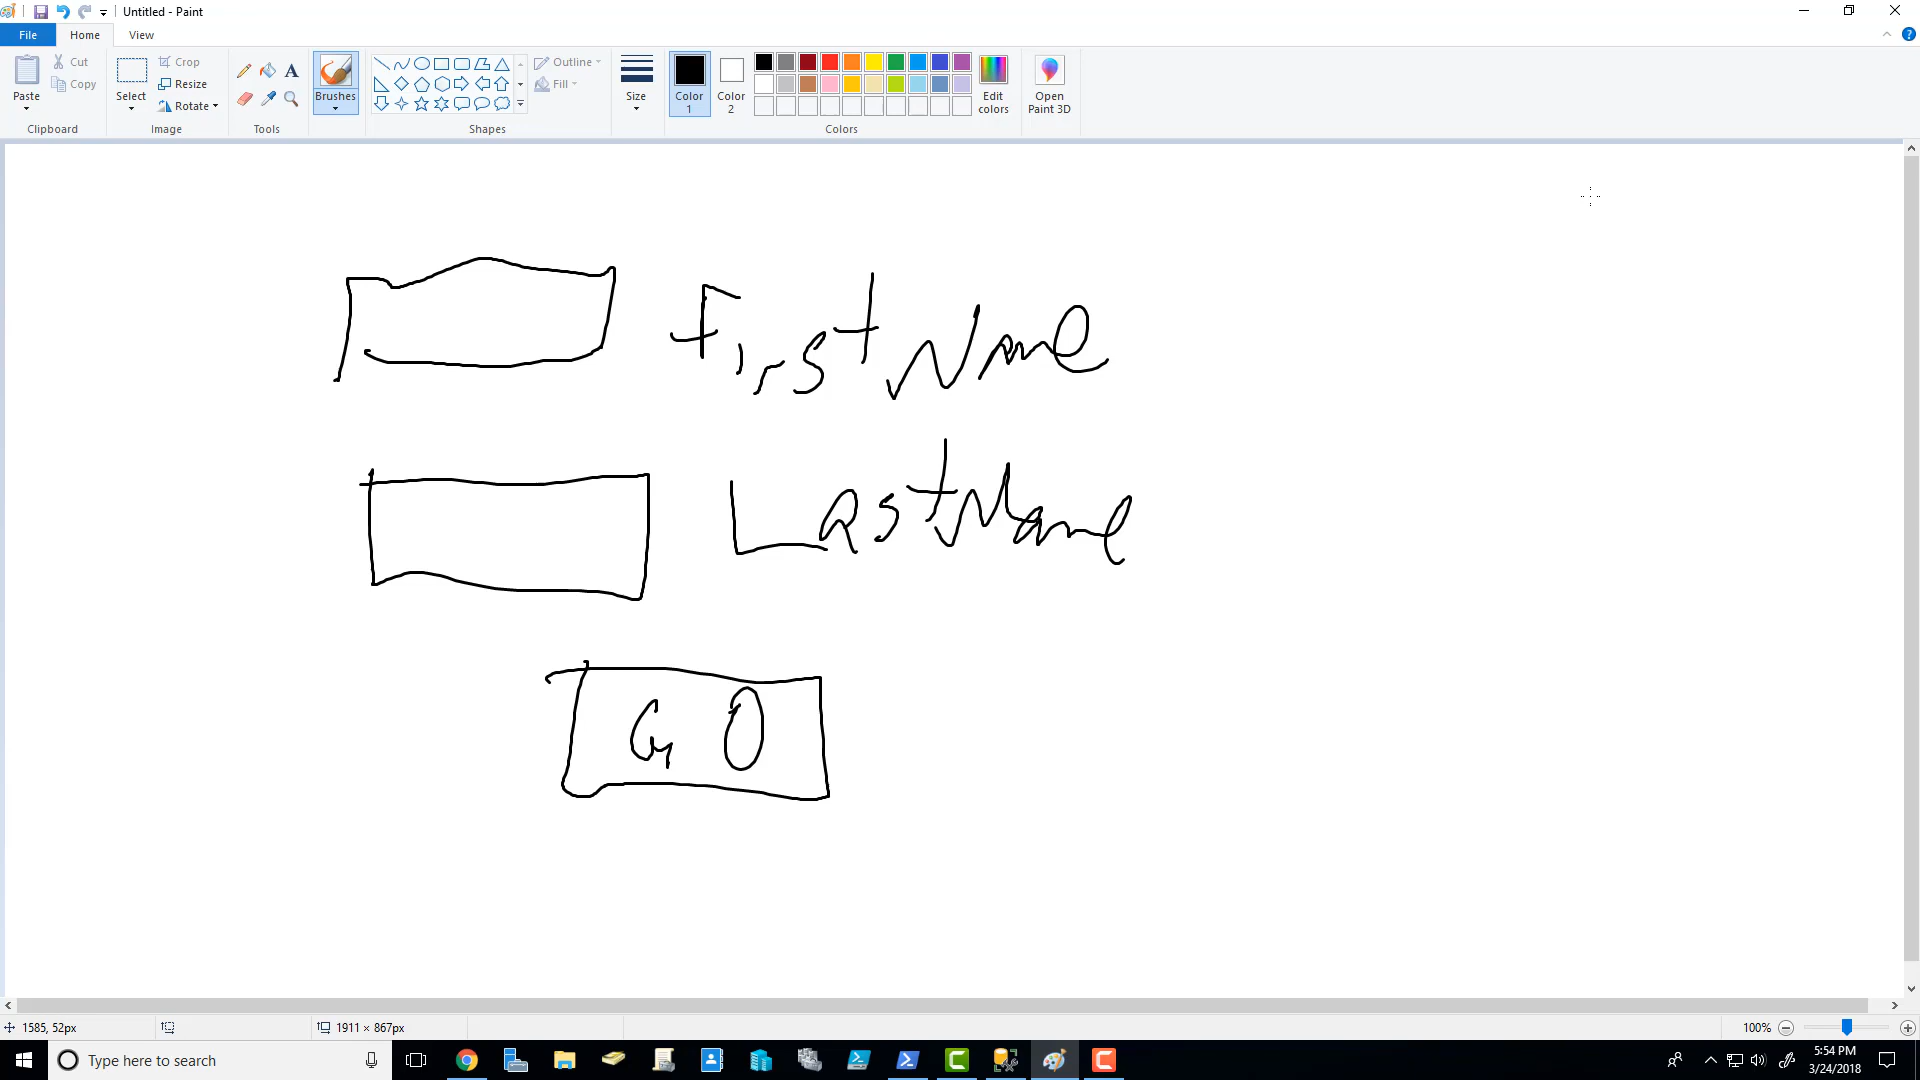 Untitled - Paint
File Home View
Paste
Cut
Copy
Clipboard
Select
Crop
Resize
Rotate
Image
Tools
Brushes
Outline
Fill
Shapes
Size
Color 1
Color 2
Edit colors
Colors
Open Paint 3D
First Name
Last Name
GO
1585, 52px
1911 × 867px
100%
Type here to search
5:54 PM
3/24/2018